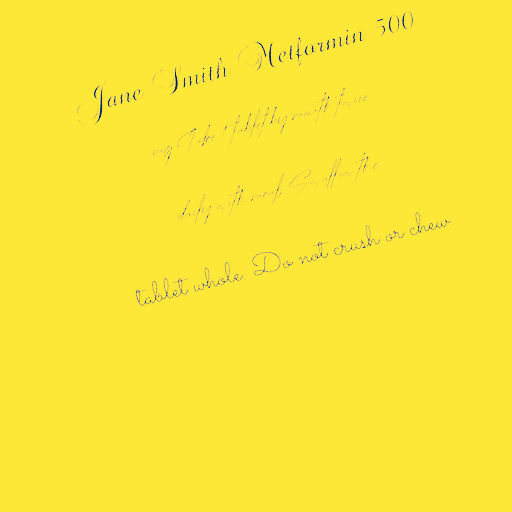 Jane Smith Metformin 500
mg Take 1 tablet by mouth twice
daily with meals Swallow the
tablet whole. Do not crush or chew.